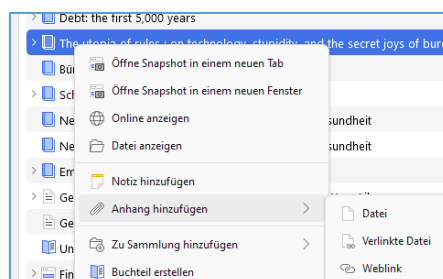 Debt: the first 5,000 years
The utopia of rules : on technology, stupidity, and the secret joys of bur
Bür
Öffne Snapshot in einem neuen Tab
Sch
Öffne Snapshot in einem neuen Fenster
Ne
Online anzeigen
sundheit
Ne
Datei anzeigen
sundheit
Em
Notiz hinzufügen
Ge
Anhang hinzufügen
Datei
Ge
Verlinkte Datei
Un
Zu Sammlung hinzufügen
Weblink
Fin
Buchteil erstellen